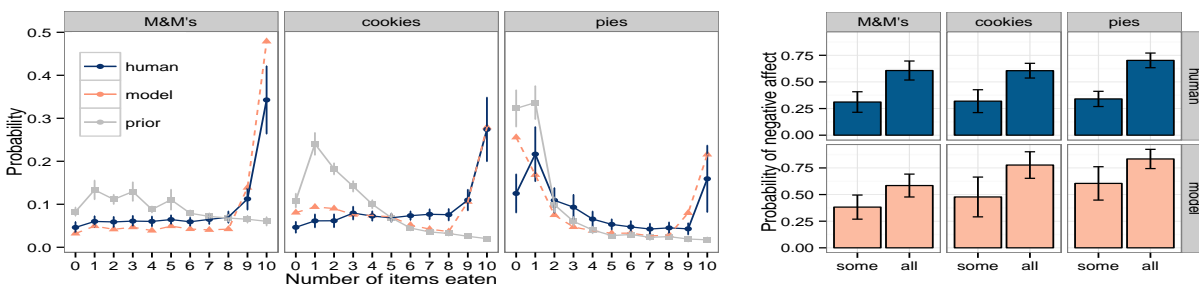 M&M's cookies pies
0.5
0.4
0.3
0.2
0.1
0.0
Probability
human
model
prior
0 1 2 3 4 5 6 7 8 9 10
0 1 2 3 4 5 6 7 8 9 10
0 1 2 3 4 5 6 7 8 9 10
Number of items eaten
M&M's cookies pies
Probability of negative affect
0.75
0.50
0.25
0.00
human
0.75
0.50
0.25
0.00
model
some all some all some all